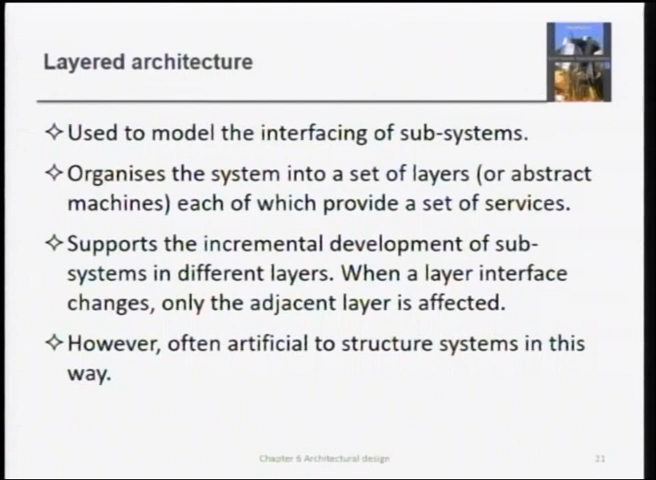 Layered architecture
✧Used to model the interfacing of sub-systems.
✧Organises the system into a set of layers (or abstract
machines) each of which provide a set of services.
✧Supports the incremental development of sub-
systems in different layers. When a layer interface
changes, only the adjacent layer is affected.
✧However, often artificial to structure systems in this
way.
Chapter 6 Architectural design
21